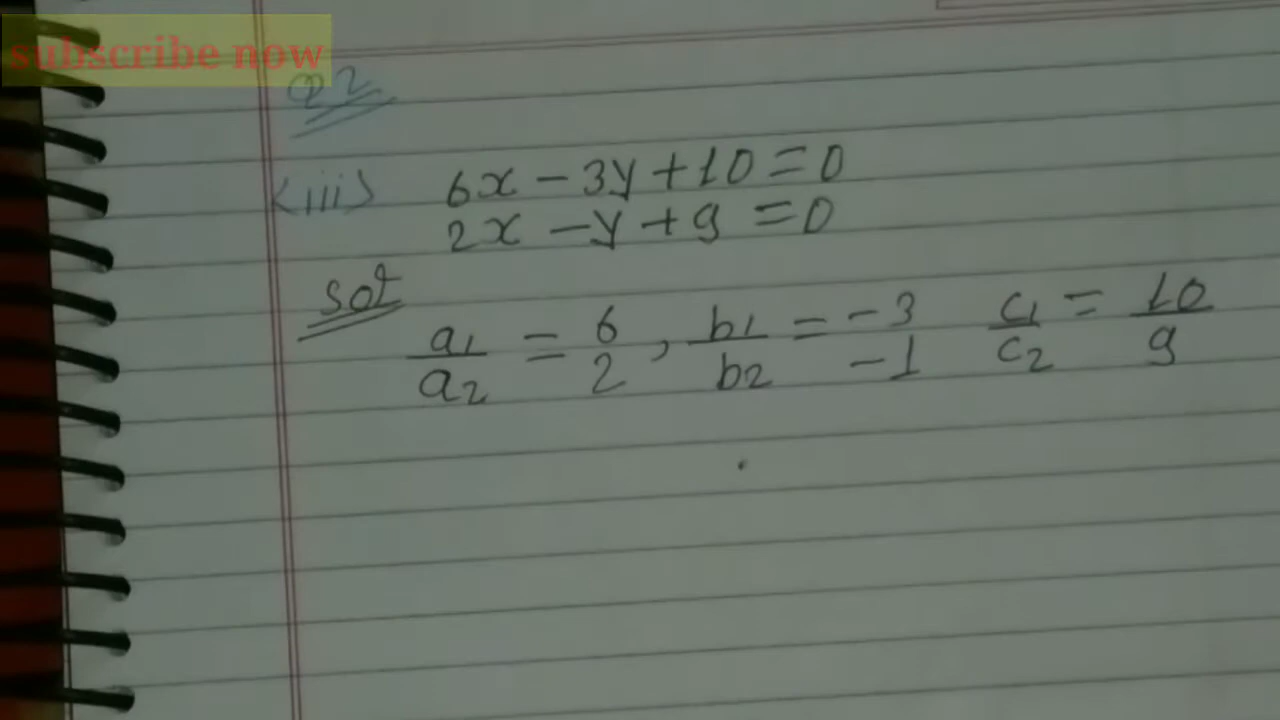 subscribe now
Q2
(iii) 6x - 3y + 10 = 0
2x - y + 9 = 0
Sol
a1/a2 = 6/2, b1/b2 = -3/-1 c1/c2 = 10/9